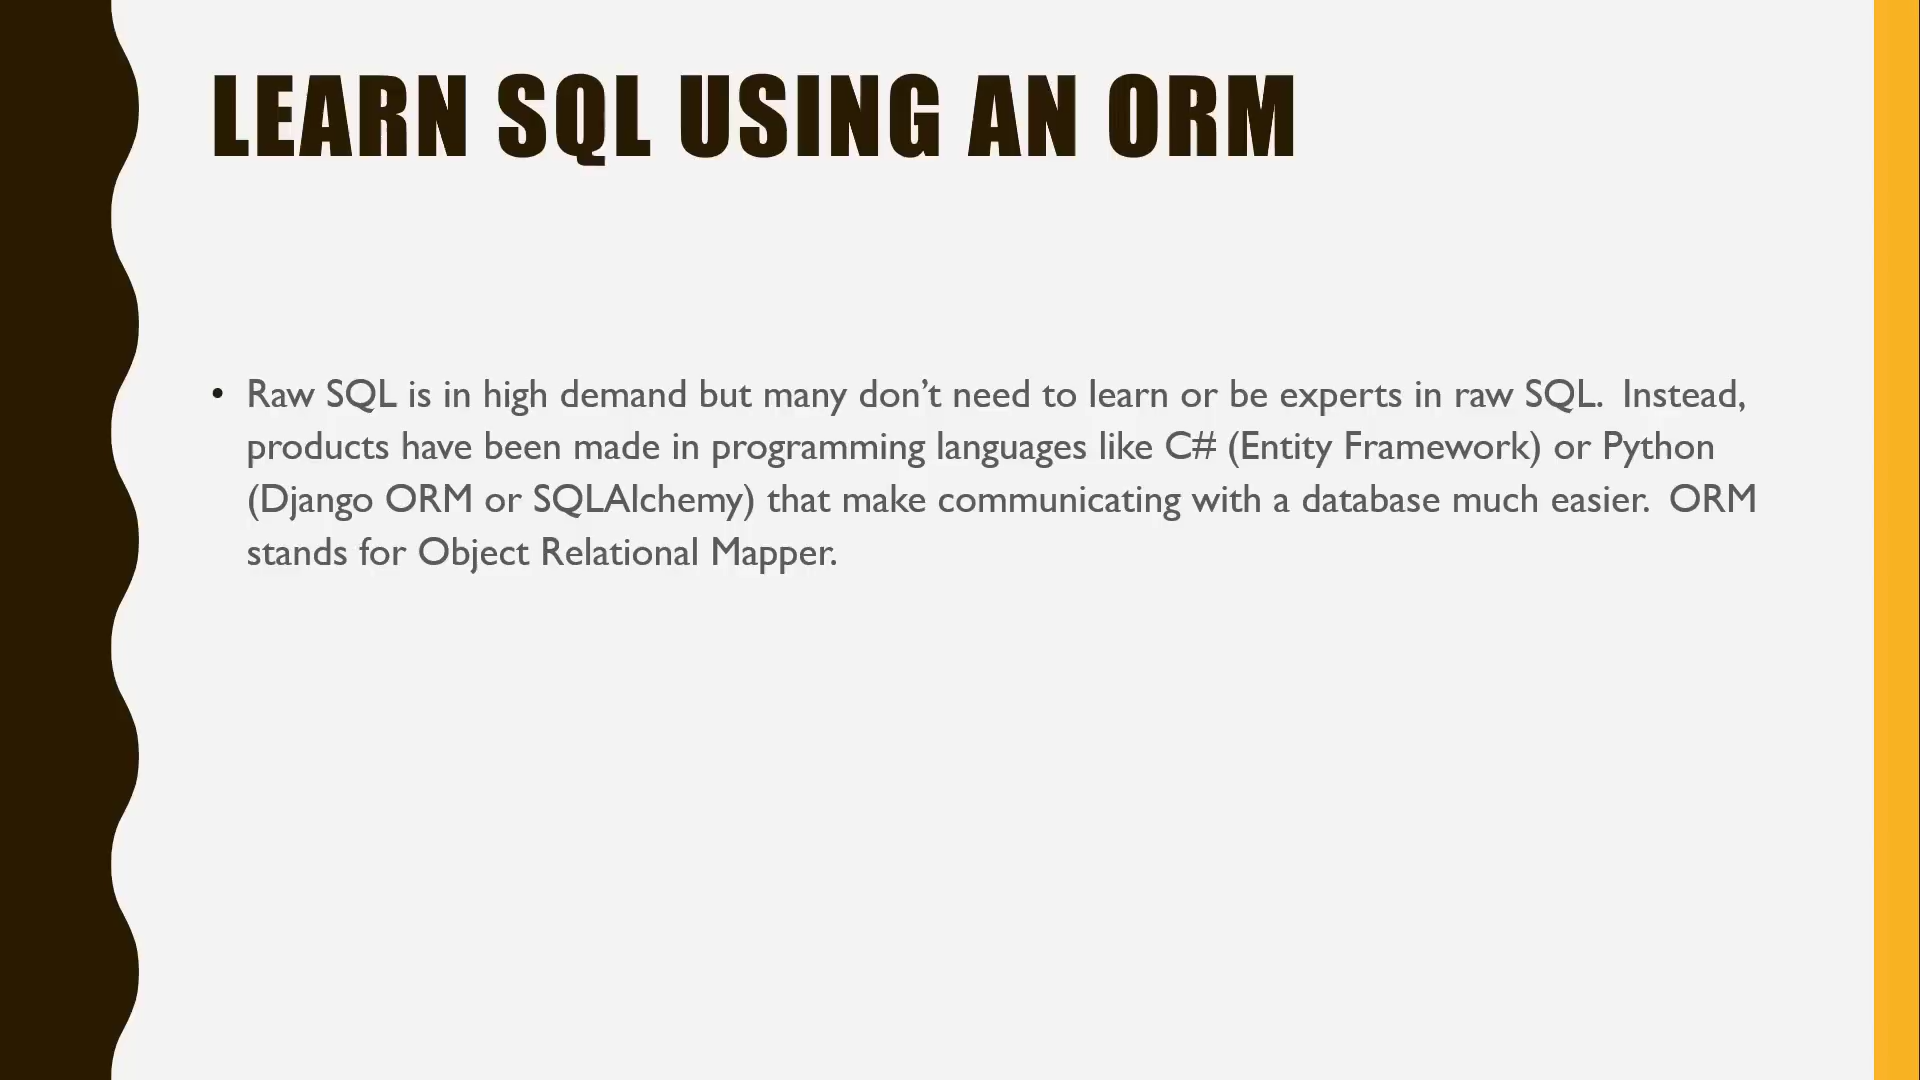 LEARN SQL USING AN ORM
• Raw SQL is in high demand but many don’t need to learn or be experts in raw SQL.  Instead,
products have been made in programming languages like C# (Entity Framework) or Python
(Django ORM or SQLAlchemy) that make communicating with a database much easier.  ORM
stands for Object Relational Mapper.